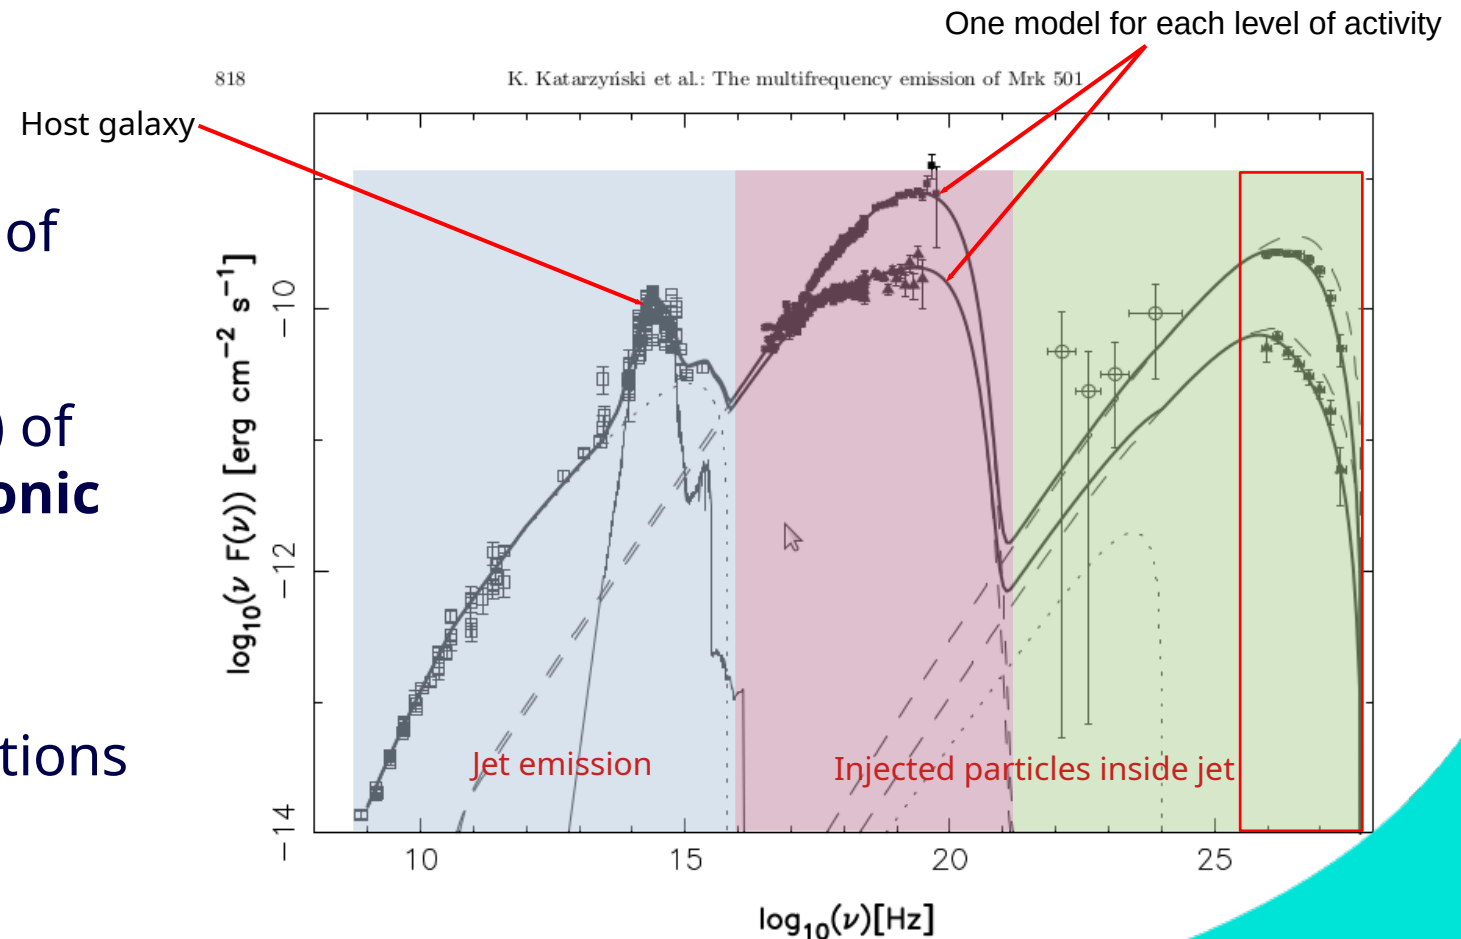 One model for each level of activity
818
K. Katarzyński et al.: The multifrequency emission of Mrk 501
Host galaxy
of
) of
onic
tions
log10(ν F(ν)) [erg cm−2 s−1]
−10
−12
−14
Jet emission
Injected particles inside jet
10
15
20
25
log10(ν)[Hz]